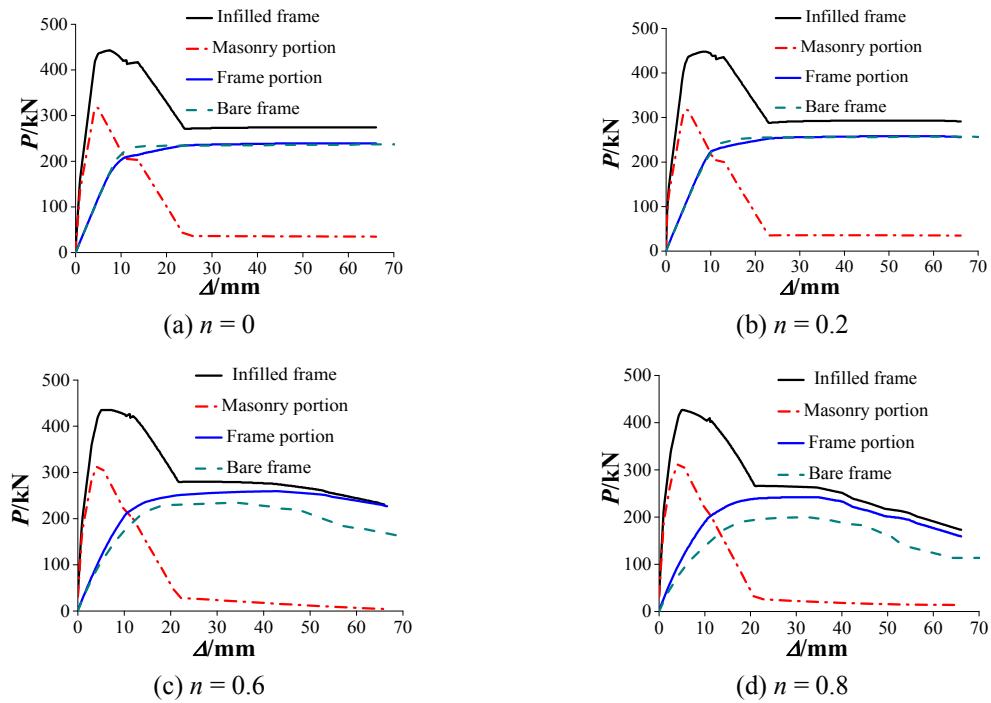 500
400
300
200
100
0
P/kN
0 10 20 30 40 50 60 70
Δ/mm
Infilled frame
Masonry portion
Frame portion
Bare frame
(a) n = 0
500
400
300
200
100
0
P/kN
0 10 20 30 40 50 60 70
Δ/mm
Infilled frame
Masonry portion
Frame portion
Bare frame
(b) n = 0.2
500
400
300
200
100
0
P/kN
0 10 20 30 40 50 60 70
Δ/mm
Infilled frame
Masonry portion
Frame portion
Bare frame
(c) n = 0.6
500
400
300
200
100
0
P/kN
0 10 20 30 40 50 60 70
Δ/mm
Infilled frame
Masonry portion
Frame portion
Bare frame
(d) n = 0.8